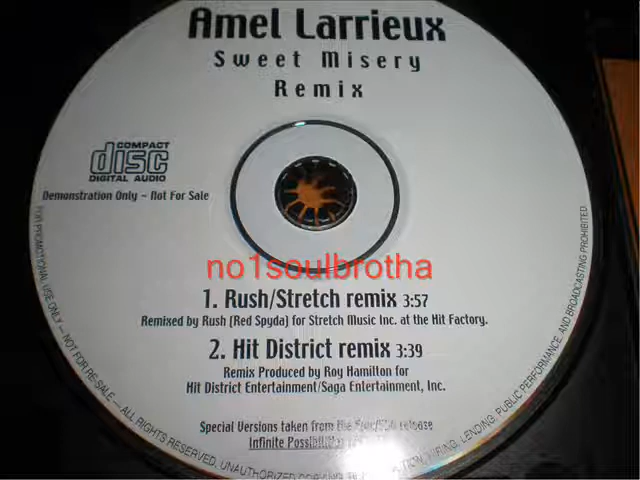 Amel Larrieux
Sweet Misery
Remix
COMPACT
disc
DIGITAL AUDIO
Demonstration Only – Not For Sale
no1soulbrotha
1. Rush/Stretch remix 3:57
Remixed by Rush (Red Spyda) for Stretch Music Inc. at the Hit Factory.
2. Hit District remix 3:39
Remix Produced by Roy Hamilton for
Hit District Entertainment/Saga Entertainment, Inc.
Special Versions taken from the release
Infinite
FOR PROMOTIONAL USE ONLY – NOT FOR RE-SALE – ALL RIGHTS RESERVED. UNAUTHORIZED HIRING, LENDING, PUBLIC PERFORMANCE, AND BROADCASTING PROHIBITED.